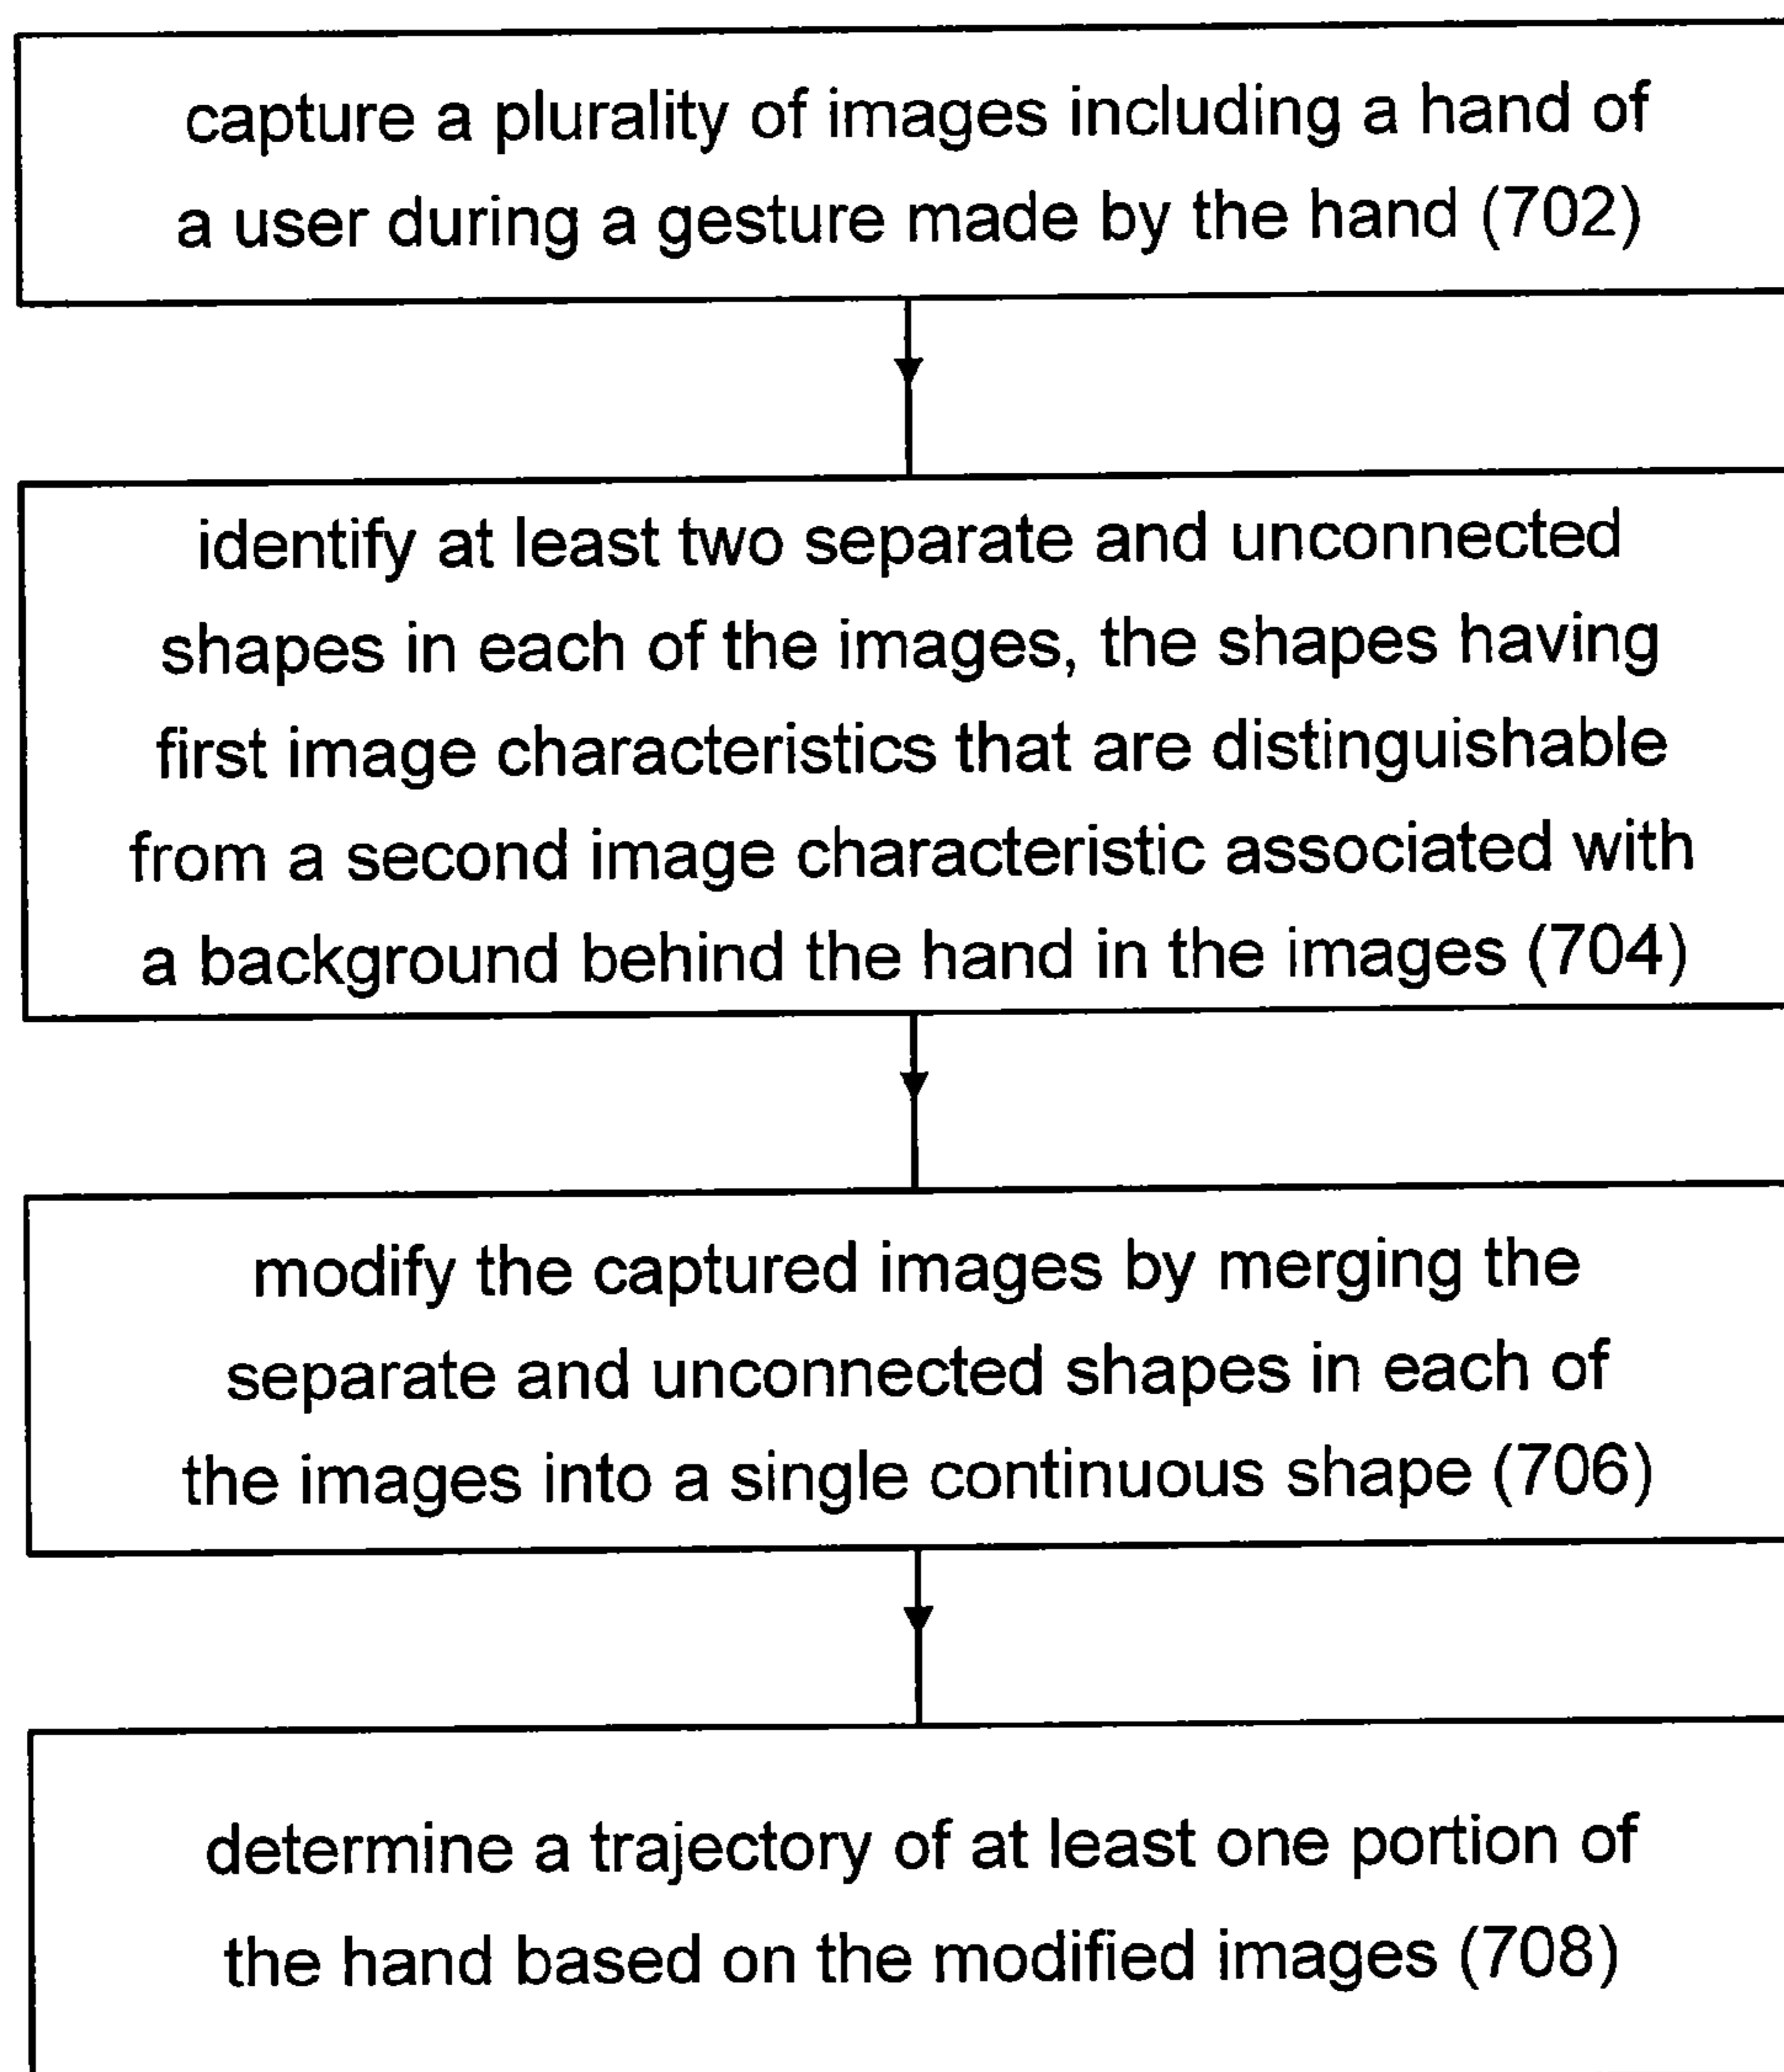 capture a plurality of images including a hand of
a user during a gesture made by the hand (702)
identify at least two separate and unconnected
shapes in each of the images, the shapes having
first image characteristics that are distinguishable
from a second image characteristic associated with
a background behind the hand in the images (704)
modify the captured images by merging the
separate and unconnected shapes in each of
the images into a single continuous shape (706)
determine a trajectory of at least one portion of
the hand based on the modified images (708)